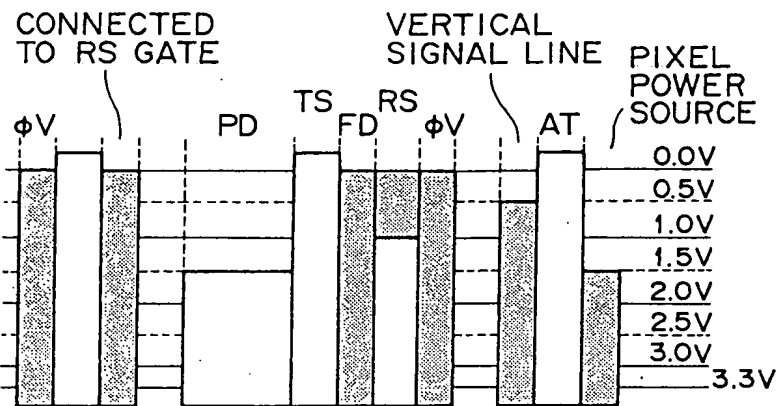 CONNECTED
TO RS GATE
VERTICAL
SIGNAL LINE
PIXEL
POWER
SOURCE
ϕV
PD
TS
FD
RS
ϕV
AT
0.0V
0.5V
1.0V
1.5V
2.0V
2.5V
3.0V
3.3V